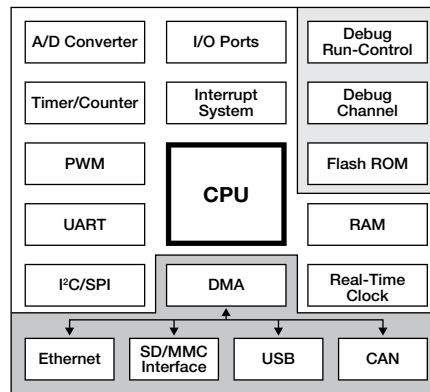 A/D Converter
I/O Ports
Debug
Run-Control
Timer/Counter
Interrupt
System
Debug
Channel
PWM
CPU
Flash ROM
UART
RAM
I²C/SPI
DMA
Real-Time
Clock
Ethernet
SD/MMC
Interface
USB
CAN